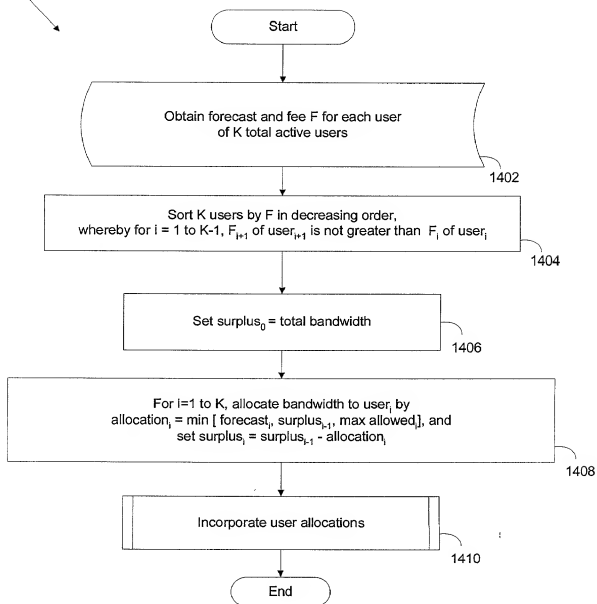 Start
Obtain forecast and fee F for each user
of K total active users
1402
Sort K users by F in decreasing order,
whereby for i = 1 to K-1, Fᵢ₊₁ of userᵢ₊₁ is not greater than Fᵢ of userᵢ
1404
Set surplus₀ = total bandwidth
1406
For i=1 to K, allocate bandwidth to userᵢ by
allocationᵢ = min [ forecastᵢ, surplusᵢ₋₁, max allowedᵢ], and
set surplusᵢ = surplusᵢ₋₁ - allocationᵢ
1408
Incorporate user allocations
1410
End